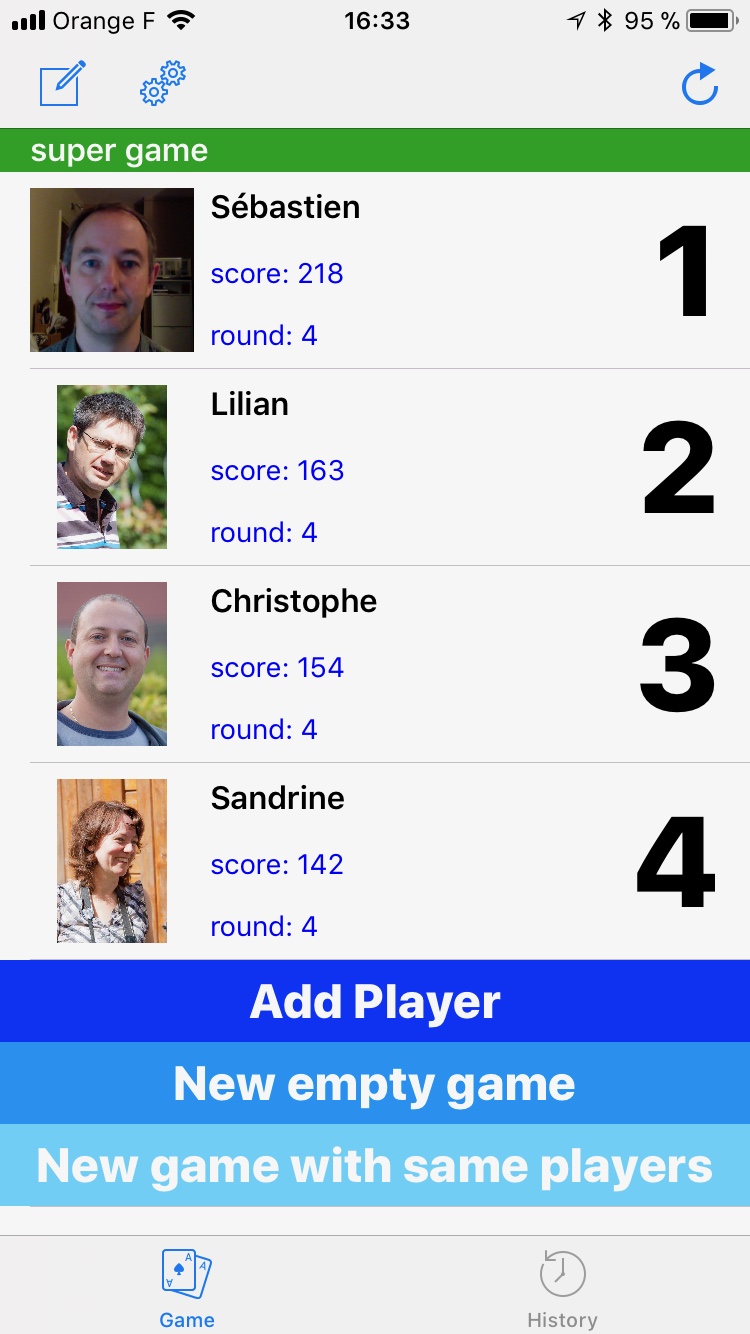 Orange F 16:33 95 %
super game
Sébastien
score: 218
round: 4
1
Lilian
score: 163
round: 4
2
Christophe
score: 154
round: 4
3
Sandrine
score: 142
round: 4
4
Add Player
New empty game
New game with same players
A A
A
Game History